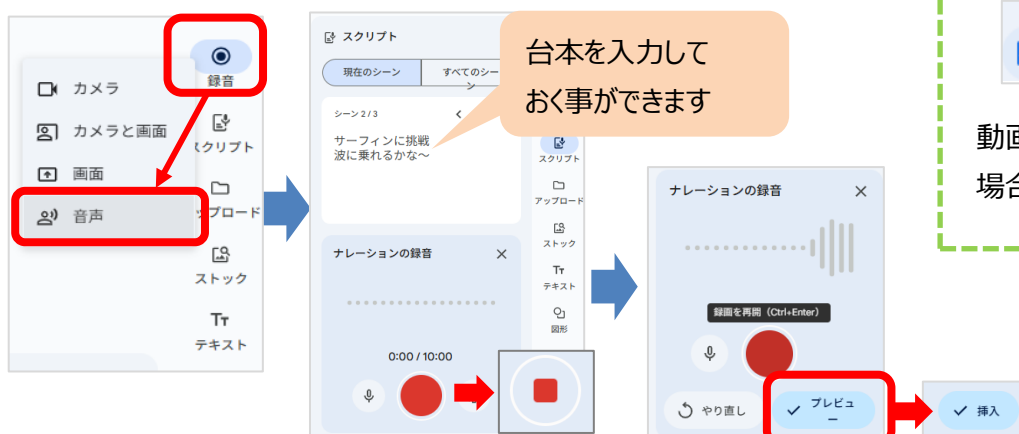 録音
カメラ
カメラと画面
画面
音声
スクリプト
ップロード
ストック
Tт
テキスト
スクリプト
現在のシーン
すべてのシー
ン
シーン 2 / 3
サーフィンに挑戦
波に乗れるかな～
台本を入力して
おく事ができます
スクリプト
アップロード
ストック
Tт
テキスト
図形
ナレーションの録音
0:00 / 10:00
ナレーションの録音
録画を再開（Ctrl+Enter）
やり直し
プレビュ
ー
挿入
動画
場合